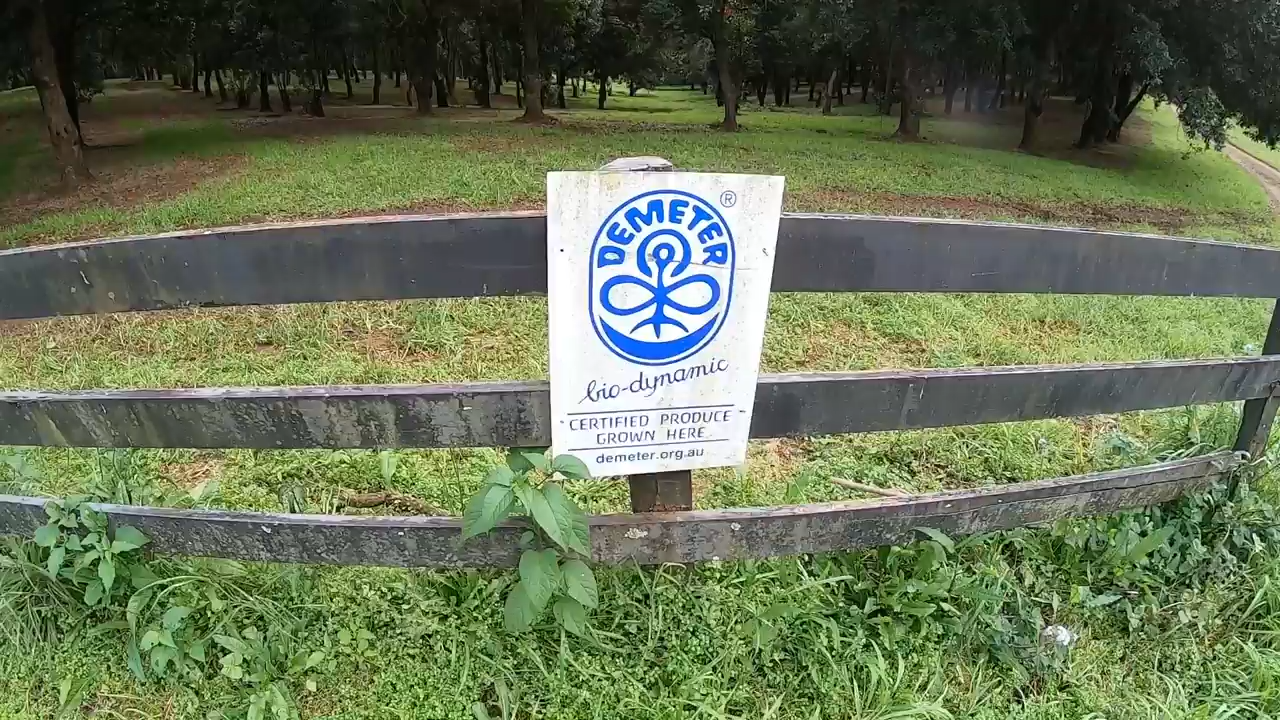 DEMETER ®
bio-dynamic
CERTIFIED PRODUCE
GROWN HERE
demeter.org.au